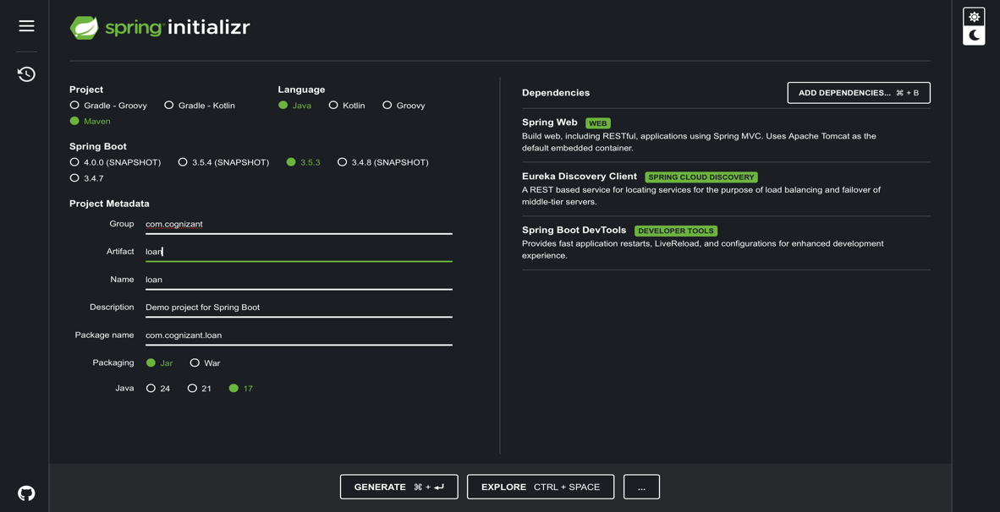 spring initializr
Project
Gradle - Groovy Gradle - Kotlin
Maven
Language
Java Kotlin Groovy
Spring Boot
4.0.0 (SNAPSHOT) 3.5.4 (SNAPSHOT) 3.5.3 3.4.8 (SNAPSHOT)
3.4.7
Project Metadata
Group com.cognizant
Artifact loan
Name loan
Description Demo project for Spring Boot
Package name com.cognizant.loan
Packaging Jar War
Java 24 21 17
Dependencies ADD DEPENDENCIES... ⌘ + B
Spring Web WEB
Build web, including RESTful, applications using Spring MVC. Uses Apache Tomcat as the
default embedded container.
Eureka Discovery Client SPRING CLOUD DISCOVERY
A REST based service for locating services for the purpose of load balancing and failover of
middle-tier servers.
Spring Boot DevTools DEVELOPER TOOLS
Provides fast application restarts, LiveReload, and configurations for enhanced development
experience.
GENERATE ⌘ + ⏎ EXPLORE CTRL + SPACE ...